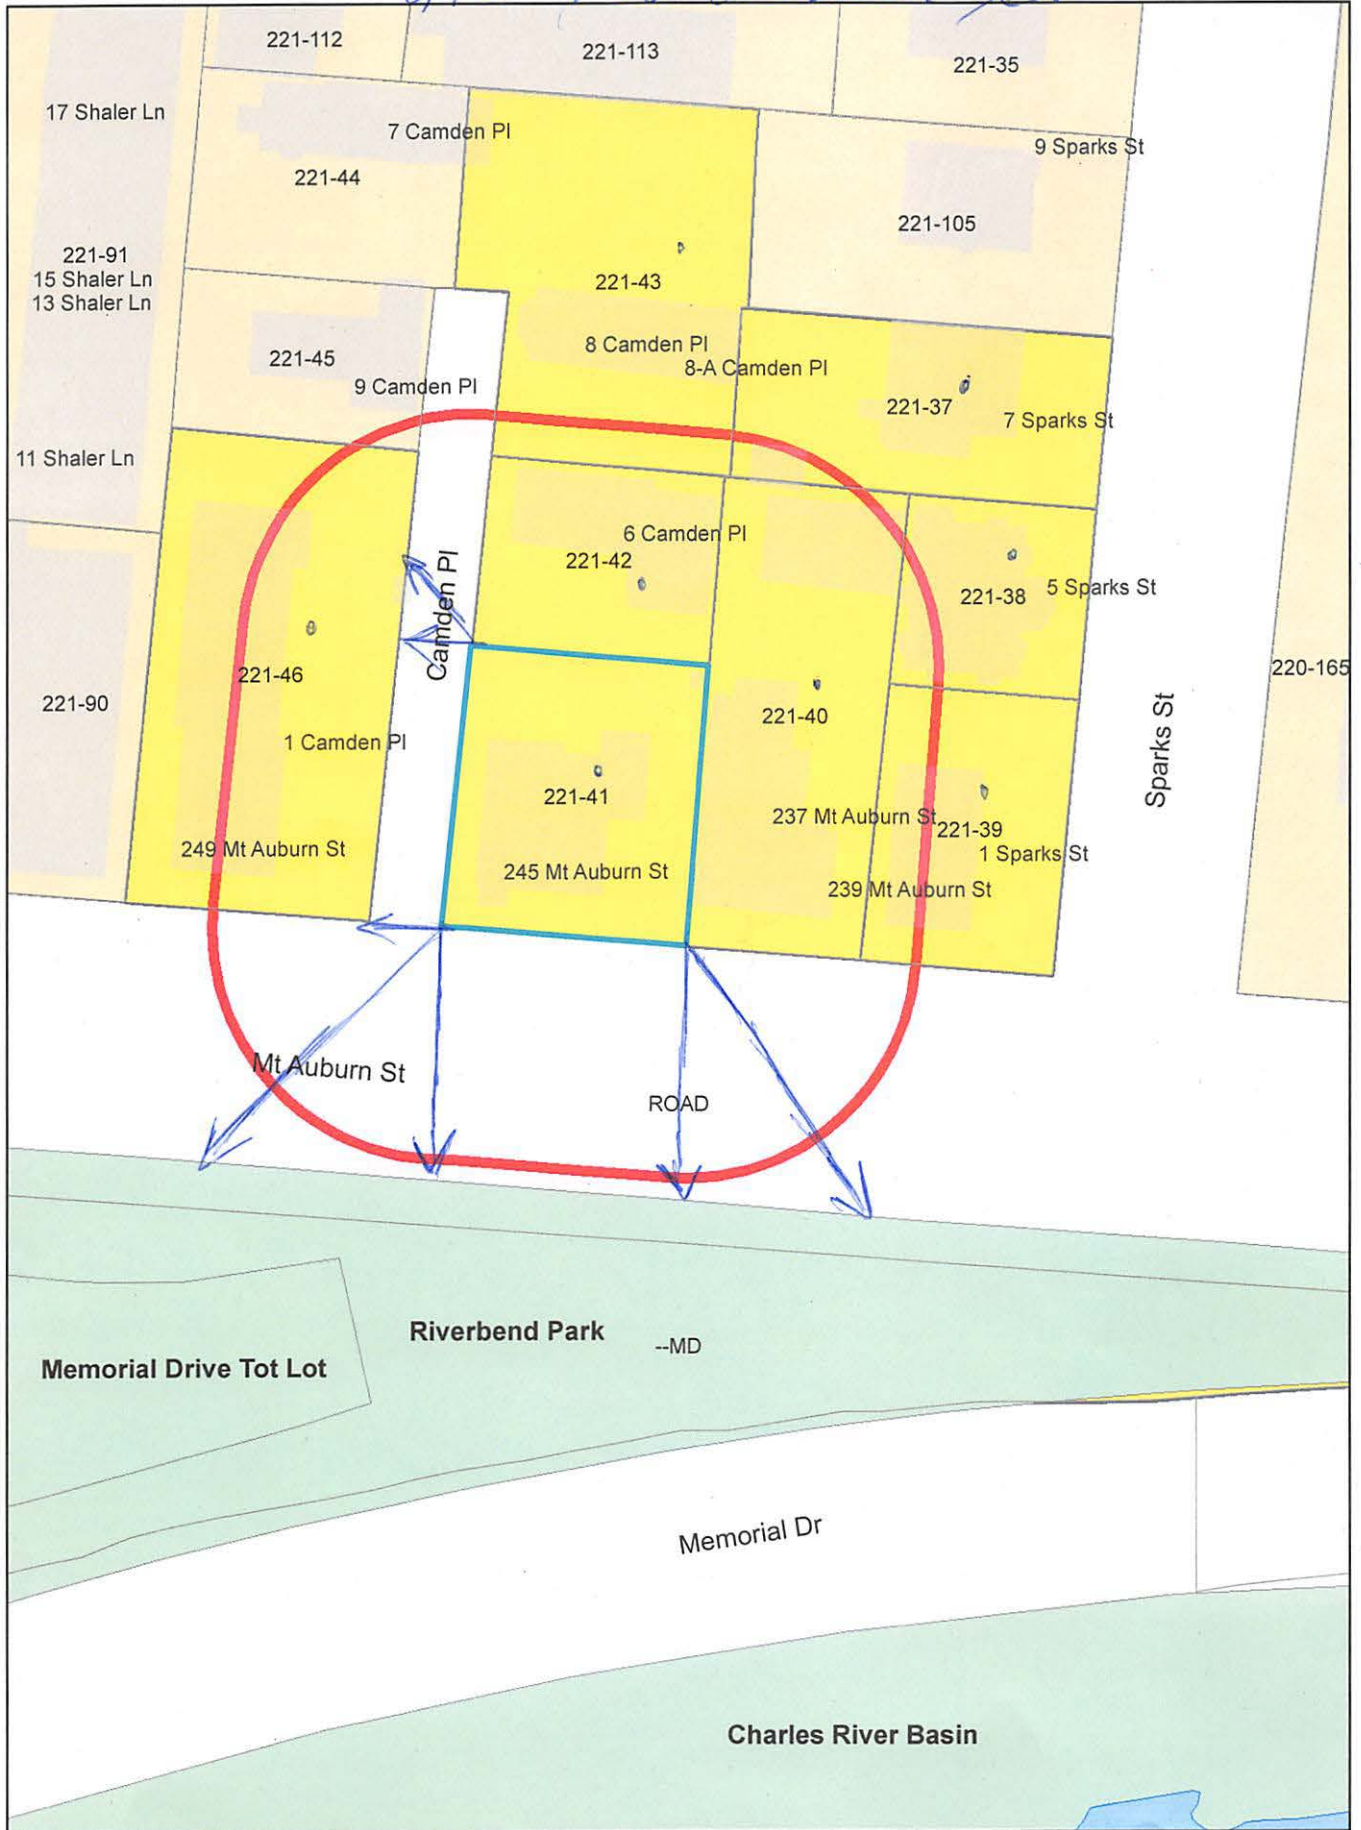 221-112
221-113
221-35
17 Shaler Ln
7 Camden Pl
9 Sparks St
221-44
221-105
221-91
15 Shaler Ln
13 Shaler Ln
221-43
221-45
8 Camden Pl
8-A Camden Pl
9 Camden Pl
221-37
7 Sparks St
11 Shaler Ln
6 Camden Pl
221-42
Camden Pl
221-38
5 Sparks St
221-46
220-165
221-90
221-40
1 Camden Pl
Sparks St
221-41
237 Mt Auburn St
221-39
249 Mt Auburn St
1 Sparks St
245 Mt Auburn St
239 Mt Auburn St
Mt Auburn St
ROAD
Riverbend Park
--MD
Memorial Drive Tot Lot
Memorial Dr
Charles River Basin